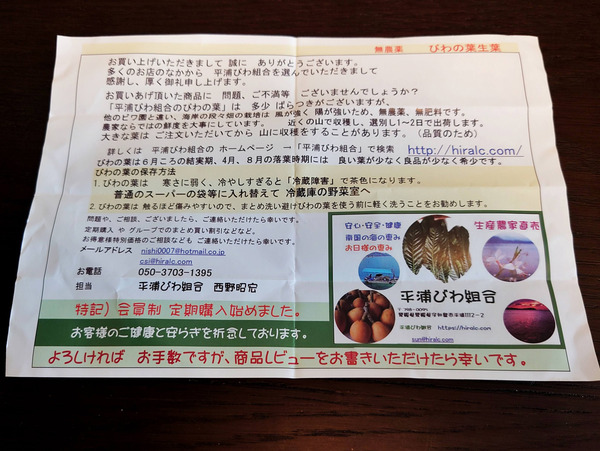 無農薬 びわの葉生葉
お買い上げいただきまして 誠に ありがとうございます。
多くのお店のなかから 平浦びわ組合を選んでいただきまして
感謝し、厚く御礼申し上げます。
お買いあげ頂いた商品に 問題、ご不満等 ございませんでしょうか?
「平浦びわ組合のびわの葉」は 多少 ばらつきがございますが、
他のビワ園と違い、海岸の段々畑の栽培は 風が強く 陽が強いため、無農薬、無肥料です。
農家ならではの鮮度を大事にしています。 近くの山で収穫し、選別し1~2日で出荷します。
大きな葉は ご注文いただいてから 山に収穫をすることがあります。(品質のため)
詳しくは 平浦びわ組合の ホームページ →「平浦びわ組合」で検索 http://hiralc.com/
びわの葉は6月ころの結実期、4月、8月の落葉時期には 良い葉が少なく良品が少なく希少です。
びわの葉の保存方法
1.びわの葉は 寒さに弱く、冷やしすぎると「冷蔵障害」で茶色になります。
普通のスーパーの袋等に入れ替えて 冷蔵庫の野菜室へ
2.びわの葉は 触るほど傷みやすいので、まとめ洗い避けびわの葉を使う前に軽く洗うことをお勧めします。
問題や、ご相談、ございましたら、ご連絡いただけたら幸いです。
定期購入 や グループでのまとめ買い割引などなど、
お得意様特別価格のご相談なども ご連絡いただけたら幸いです。
メールアドレス nishi0007@hotmail.co.jp
csi@hiralc.com
お電話 050-3703-1395
担当 平浦びわ組合 西野昭宏
特記) 会員制 定期購入始めました。
お客様のご健康と安らぎを祈念しております。
よろしければ お手数ですが、商品レビューをお書きいただけたら幸いです。
安心・安全・健康
南国の海の恵み
お日様の恵み
生産農家直売
平浦びわ組合
平浦びわ組合 https://hiralc.com
sun@hiralc.com